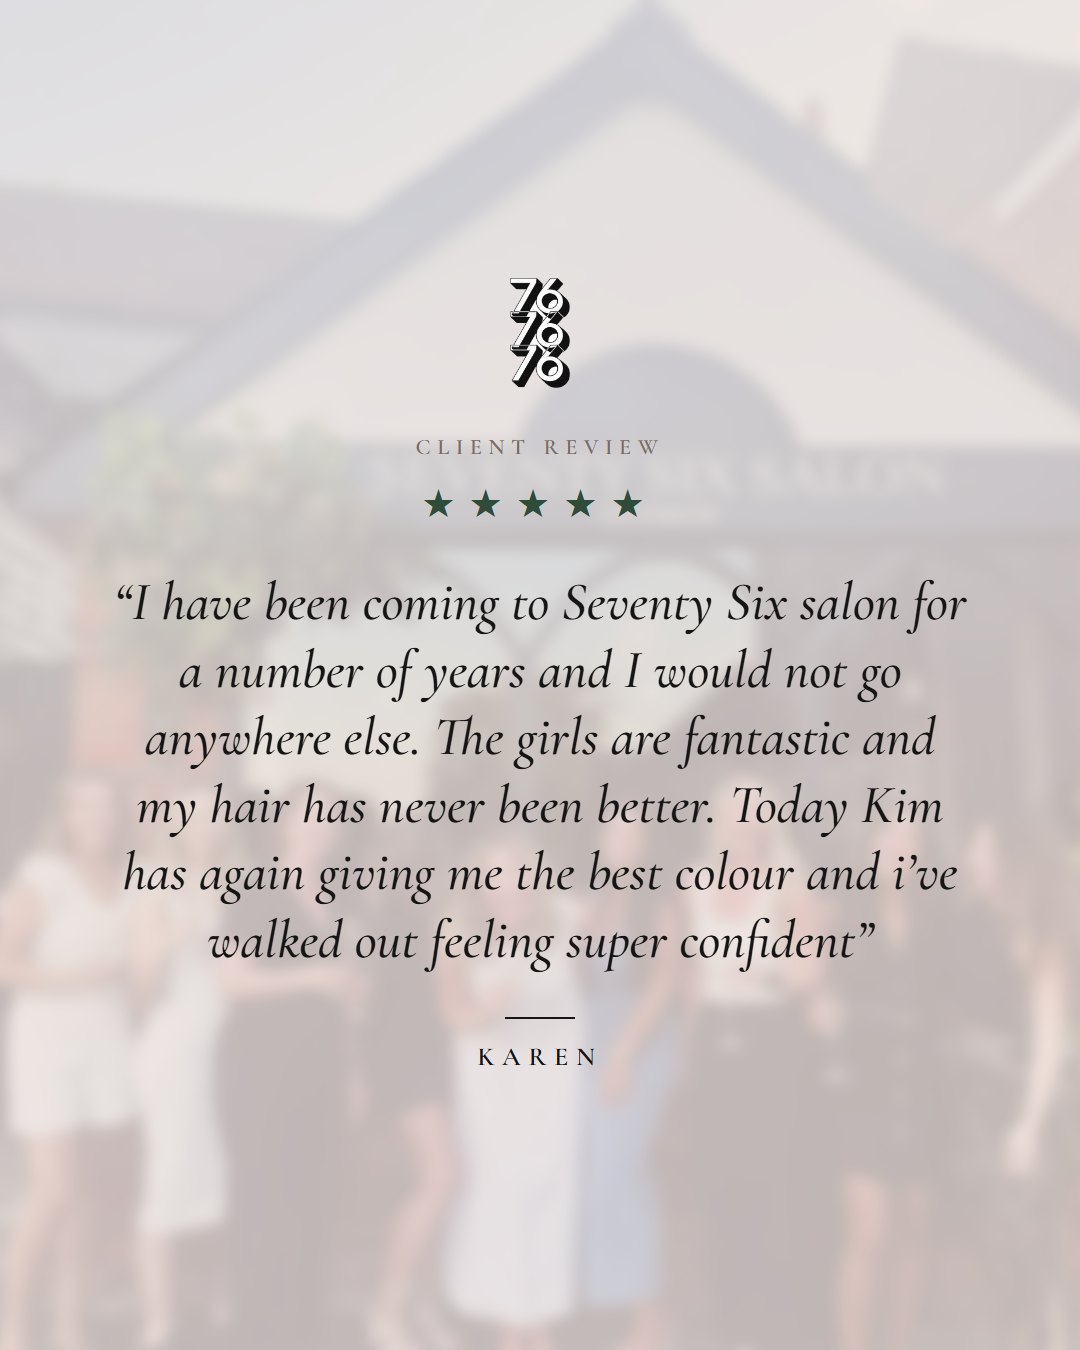 76
76
76
CLIENT REVIEW
★★★★★
“I have been coming to Seventy Six salon for
a number of years and I would not go
anywhere else. The girls are fantastic and
my hair has never been better. Today Kim
has again giving me the best colour and i’ve
walked out feeling super confident”
KAREN